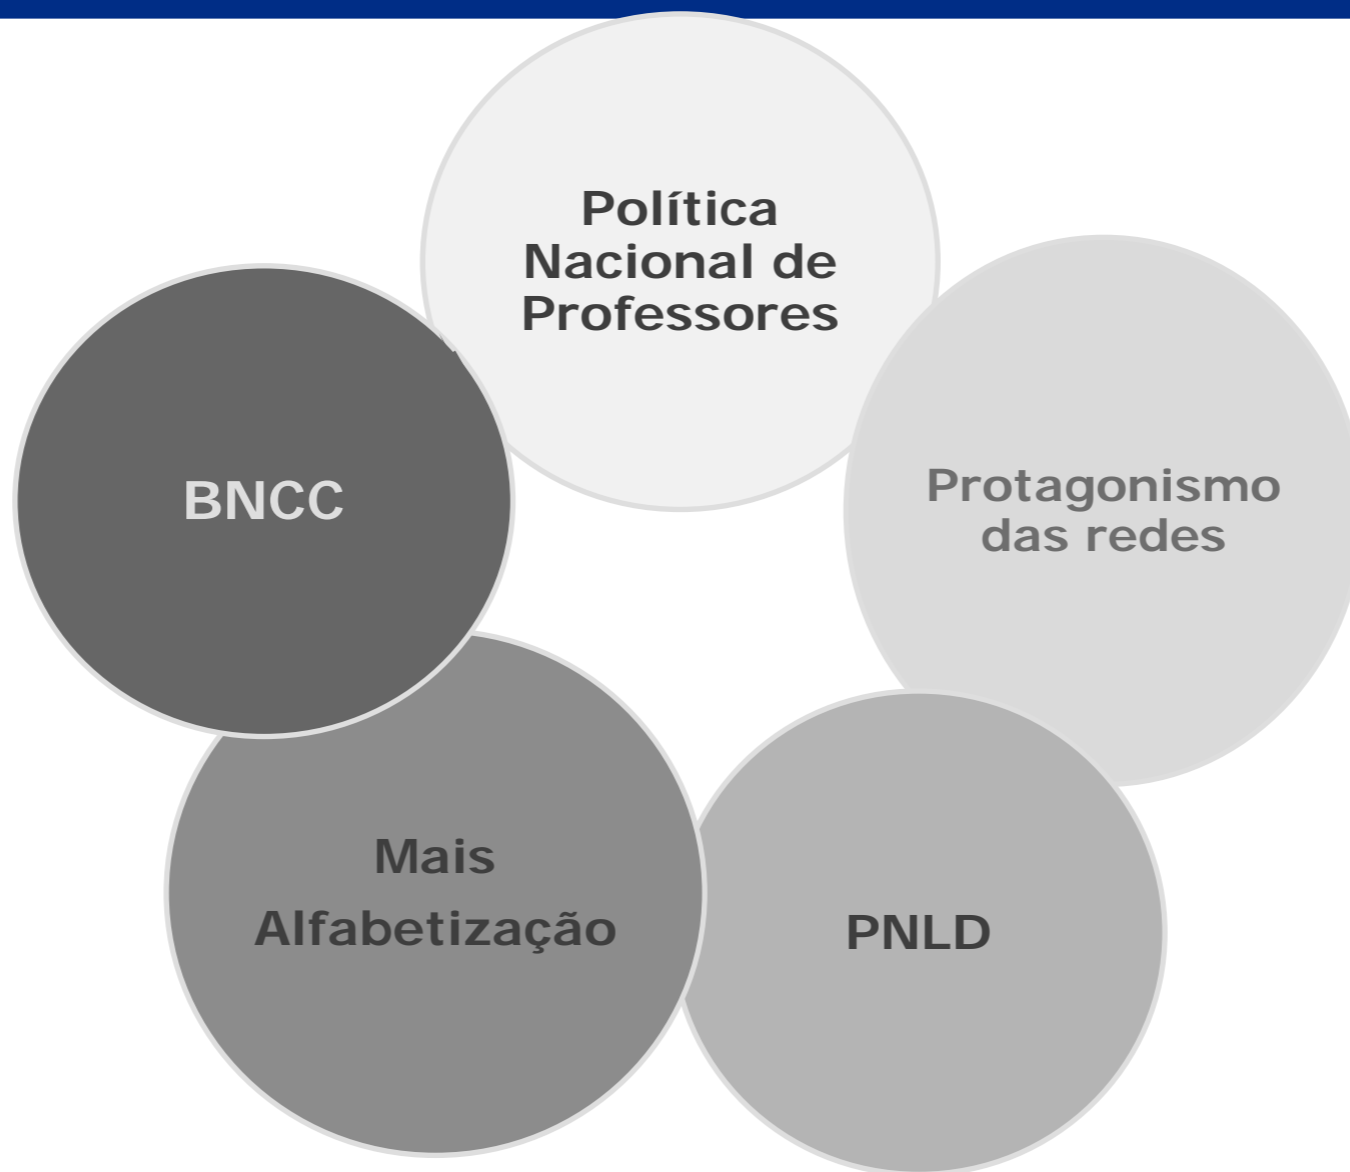 Política
Nacional de
Professores
Protagonismo
das redes
PNLD
Mais
Alfabetização
BNCC